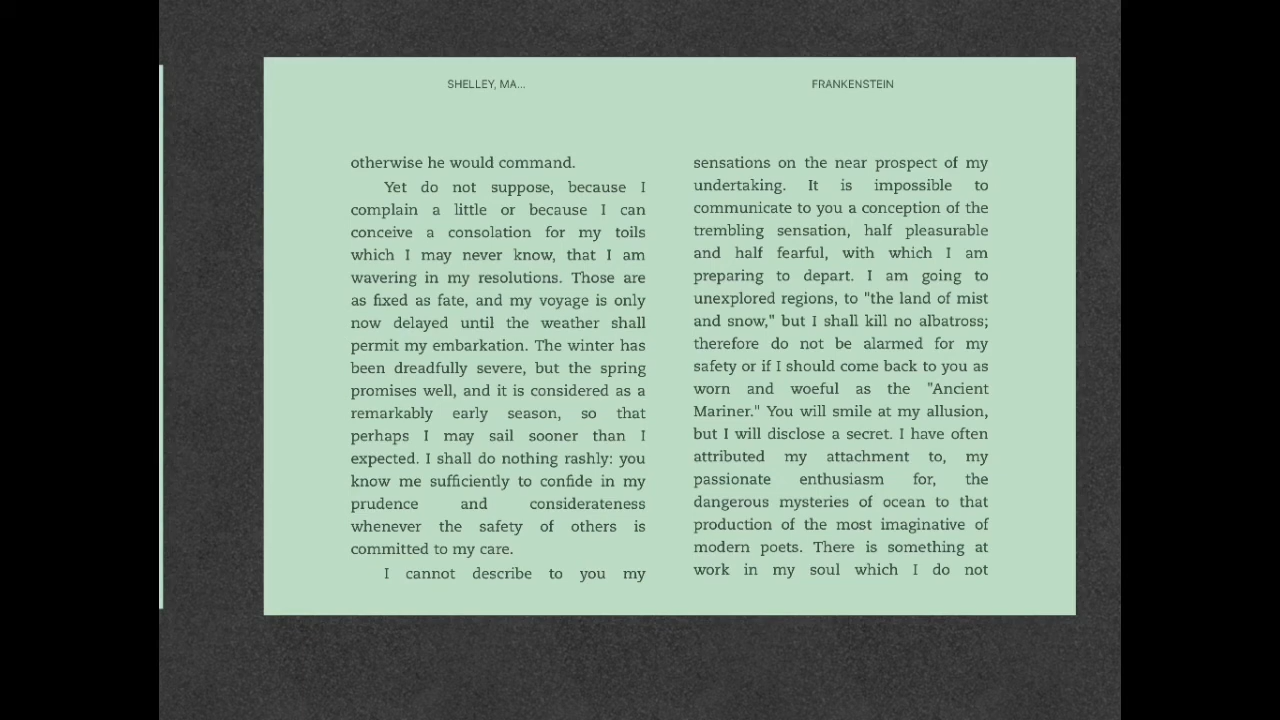 SHELLEY, MA...
otherwise he would command.
Yet do not suppose, because I
complain a little or because I can
conceive a consolation for my toils
which I may never know, that I am
wavering in my resolutions. Those are
as fixed as fate, and my voyage is only
now delayed until the weather shall
permit my embarkation. The winter has
been dreadfully severe, but the spring
promises well, and it is considered as a
remarkably early season, so that
perhaps I may sail sooner than I
expected. I shall do nothing rashly: you
know me sufficiently to confide in my
prudence and considerateness
whenever the safety of others is
committed to my care.
I cannot describe to you my
FRANKENSTEIN
sensations on the near prospect of my
undertaking. It is impossible to
communicate to you a conception of the
trembling sensation, half pleasurable
and half fearful, with which I am
preparing to depart. I am going to
unexplored regions, to "the land of mist
and snow," but I shall kill no albatross;
therefore do not be alarmed for my
safety or if I should come back to you as
worn and woeful as the "Ancient
Mariner." You will smile at my allusion,
but I will disclose a secret. I have often
attributed my attachment to, my
passionate enthusiasm for, the
dangerous mysteries of ocean to that
production of the most imaginative of
modern poets. There is something at
work in my soul which I do not